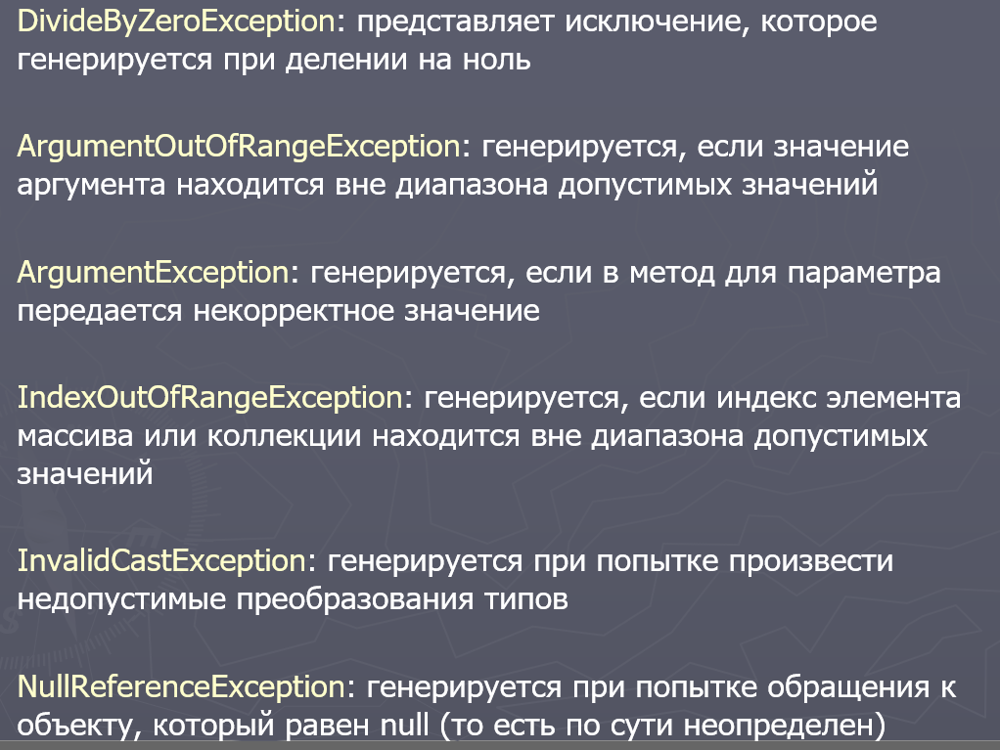 DivideByZeroException: представляет исключение, которое
генерируется при делении на ноль
ArgumentOutOfRangeException: генерируется, если значение
аргумента находится вне диапазона допустимых значений
ArgumentException: генерируется, если в метод для параметра
передается некорректное значение
IndexOutOfRangeException: генерируется, если индекс элемента
массива или коллекции находится вне диапазона допустимых
значений
InvalidCastException: генерируется при попытке произвести
недопустимые преобразования типов
NullReferenceException: генерируется при попытке обращения к
объекту, который равен null (то есть по сути неопределен)